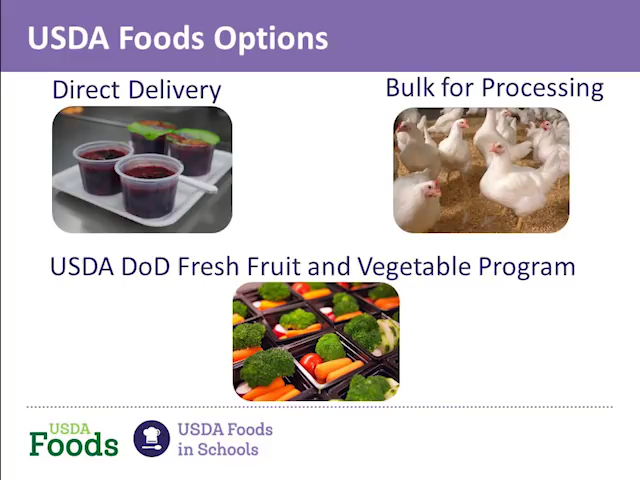 USDA Foods Options
Direct Delivery
Bulk for Processing
USDA DoD Fresh Fruit and Vegetable Program
USDA
Foods
USDA Foods
in Schools